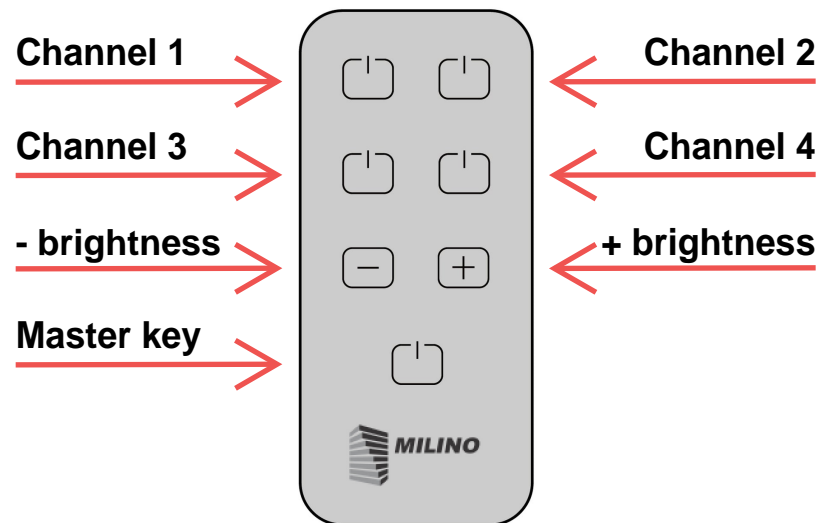 Channel 1
Channel 2
Channel 3
Channel 4
- brightness
+ brightness
Master key
MILINO